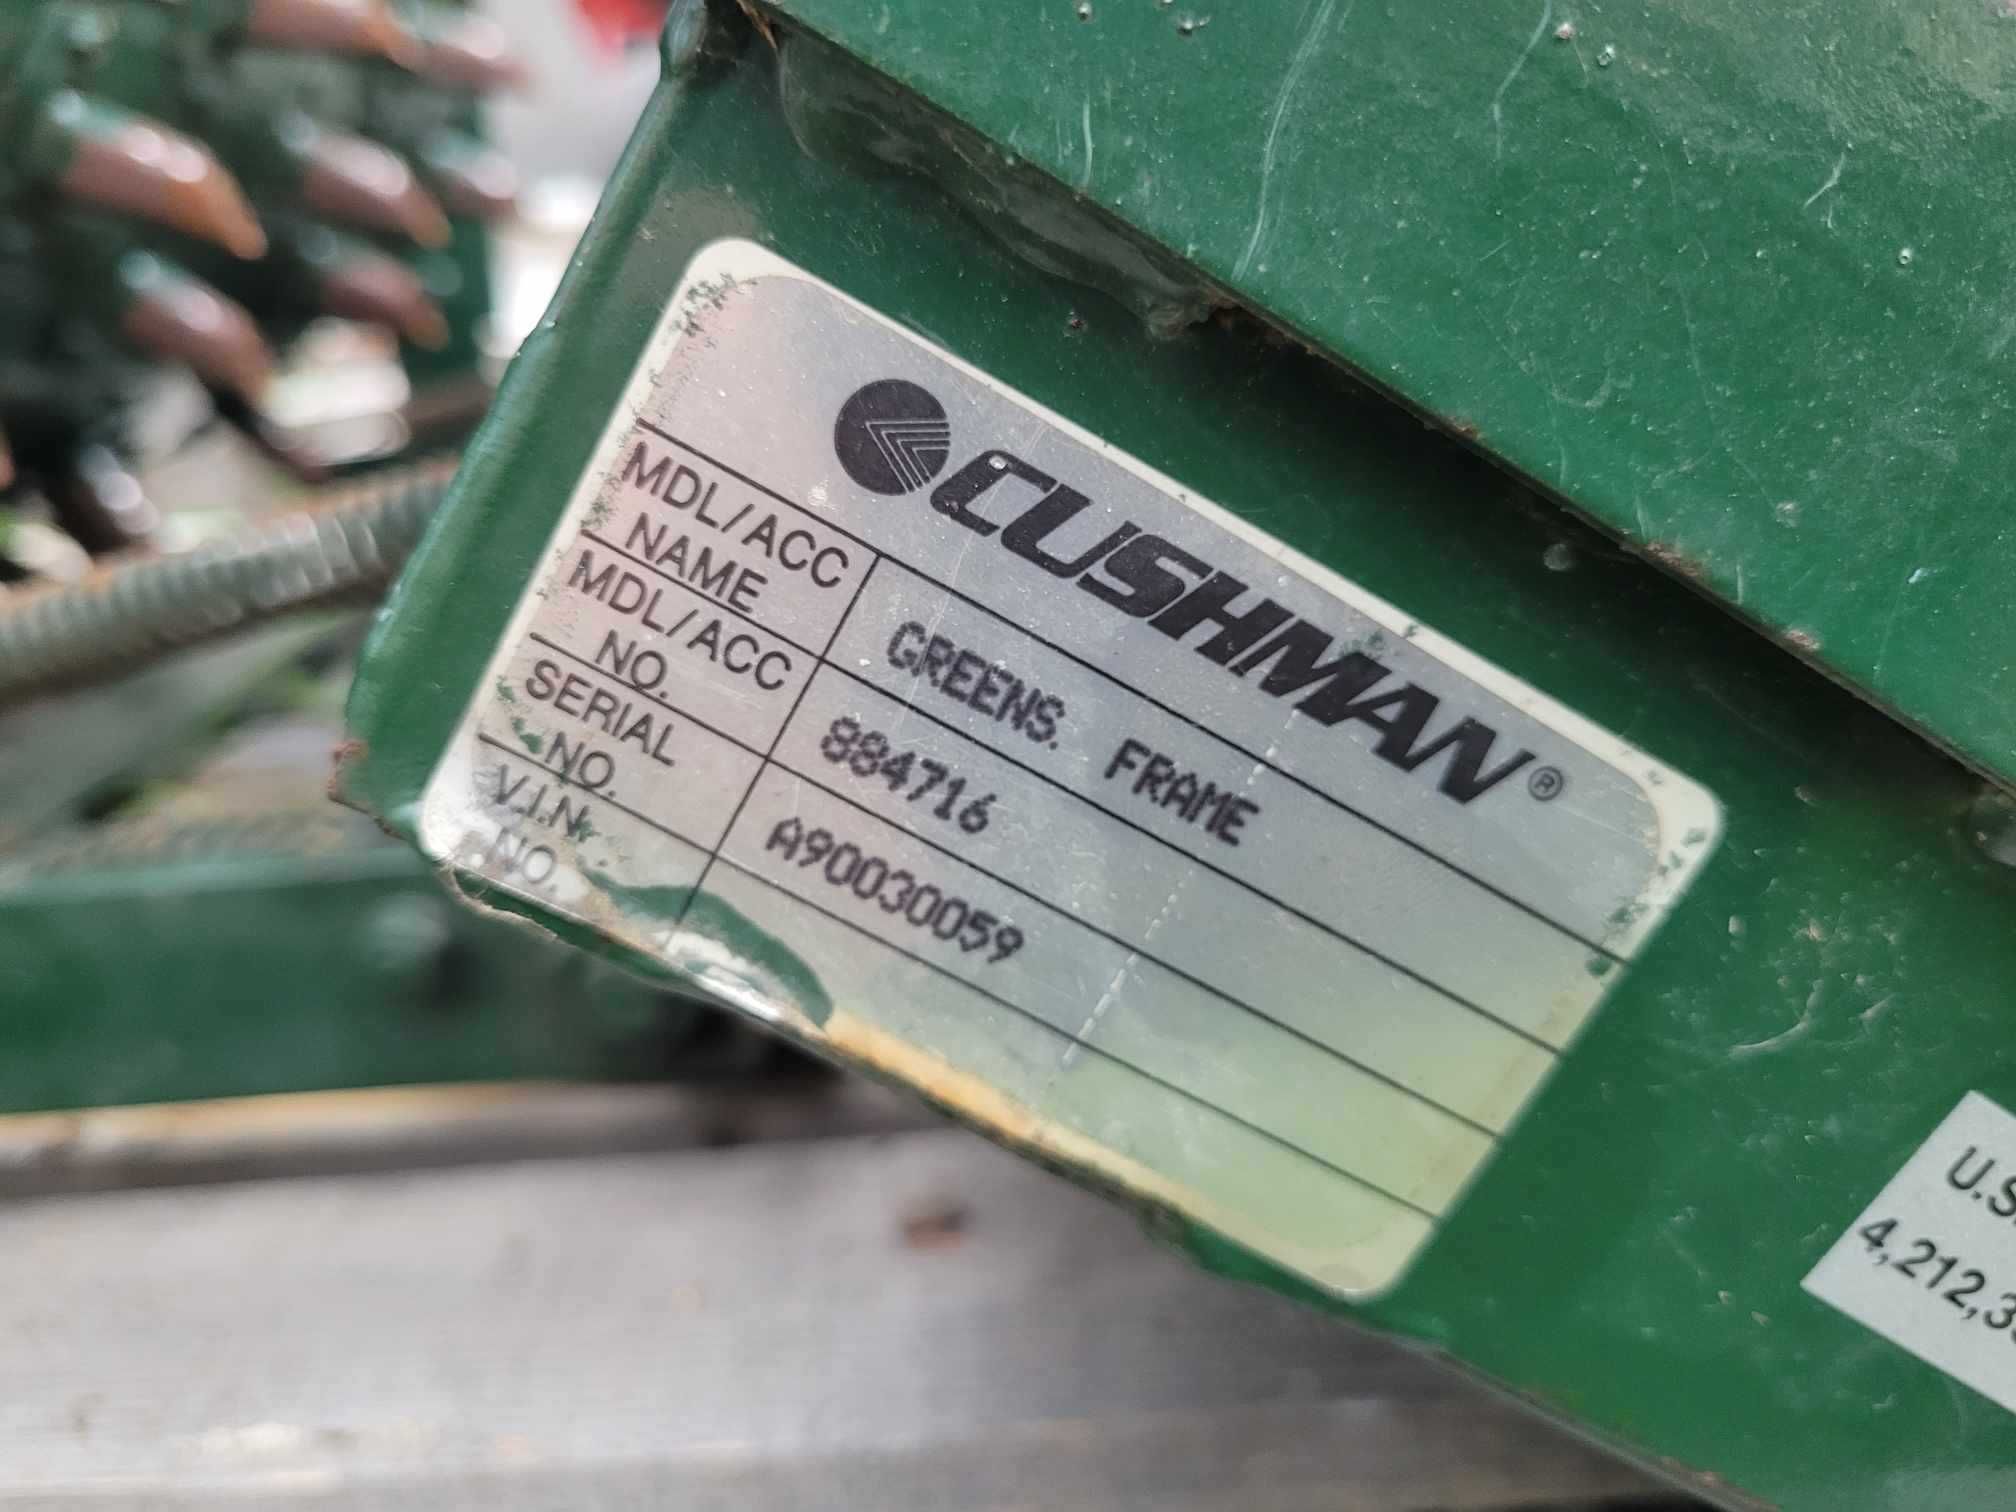 CUSHMAN®
MDL/ACC NAME GREENS. FRAME
MDL/ACC NO. 884716
SERIAL NO. A90030059
V.I.N. NO.
U.S.
4,212,3